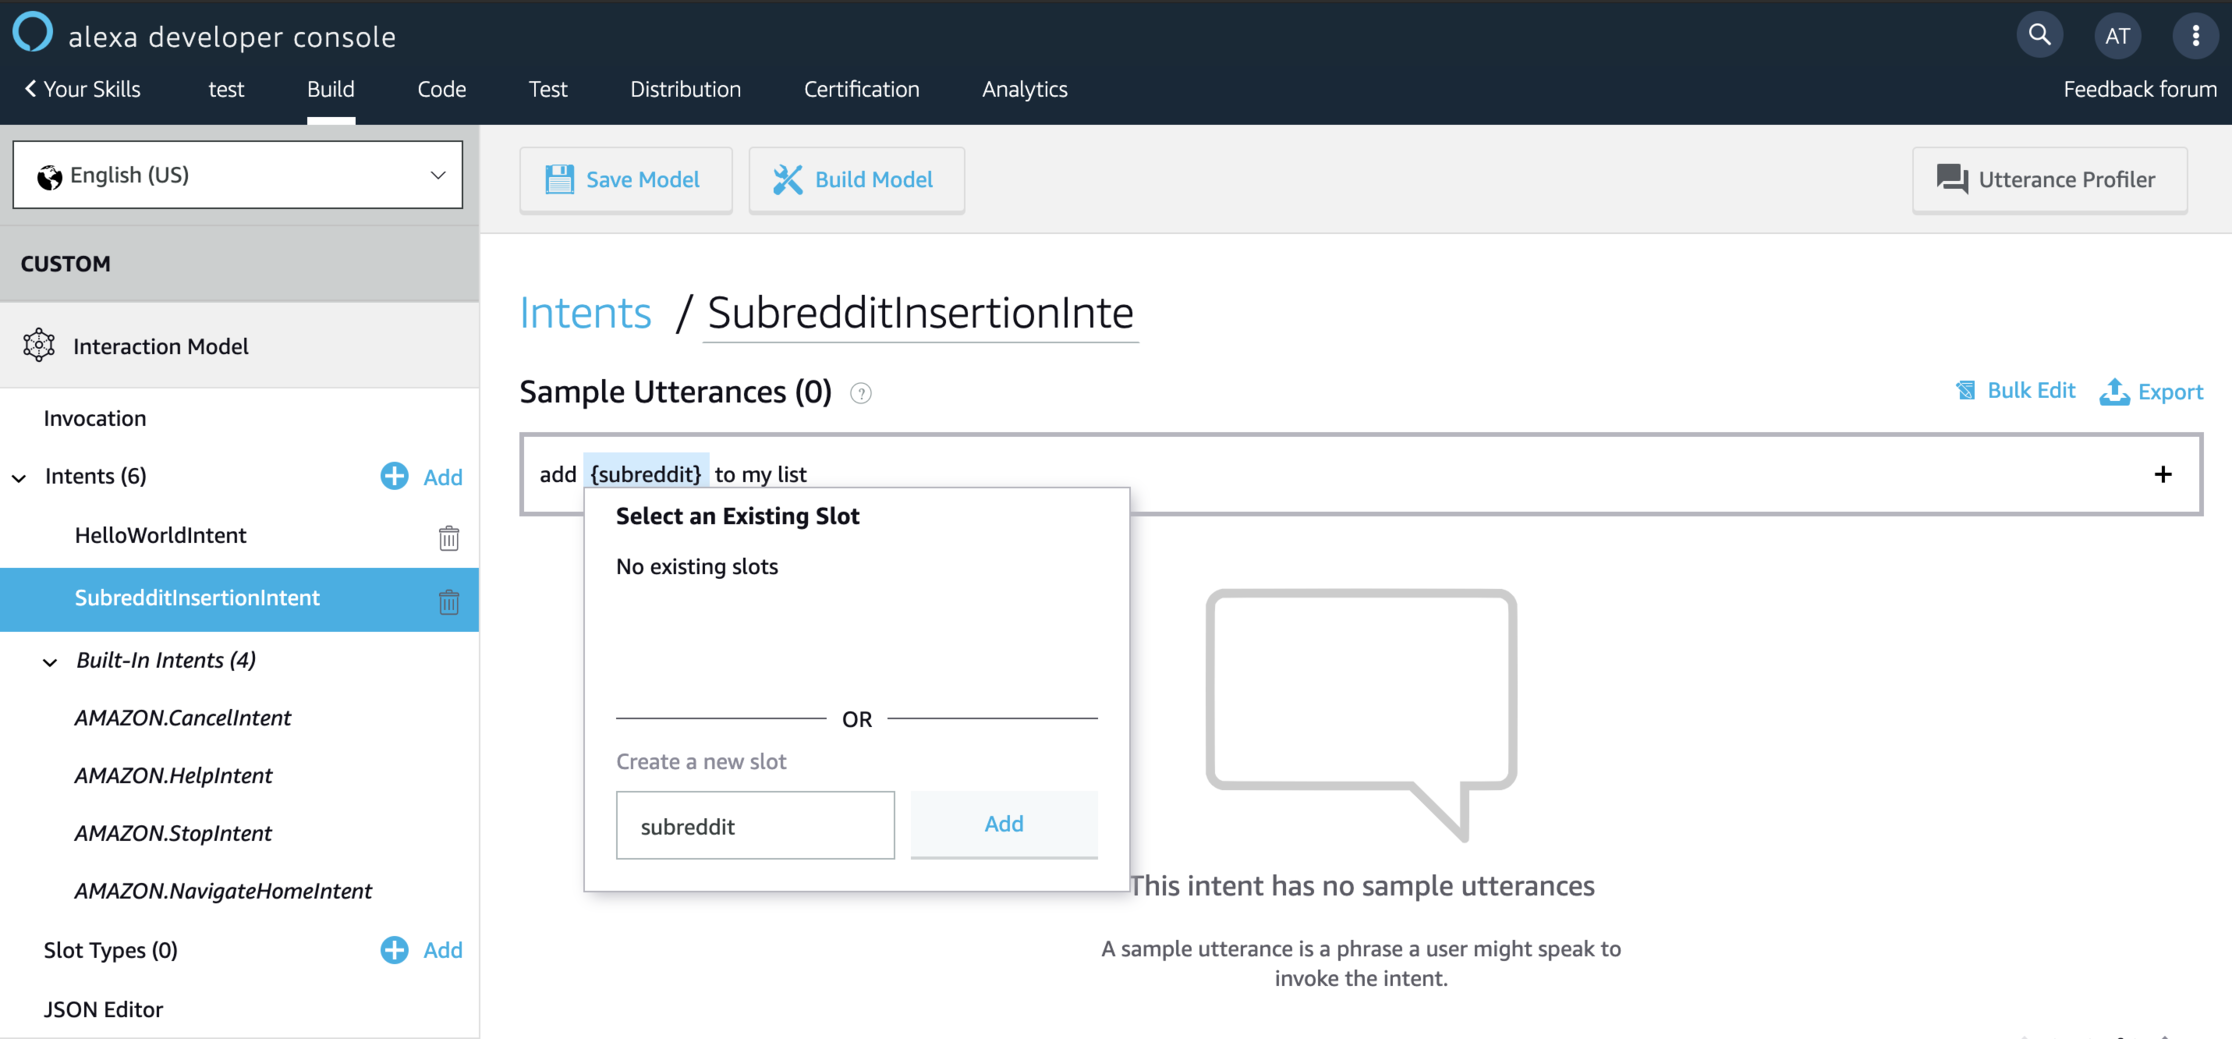 alexa developer console
AT
Your Skills test Build Code Test Distribution Certification Analytics Feedback forum
English (US)
Save Model
Build Model
Utterance Profiler
CUSTOM
Interaction Model
Invocation
Intents (6) Add
HelloWorldIntent
SubredditInsertionIntent
Built-In Intents (4)
AMAZON.CancelIntent
AMAZON.HelpIntent
AMAZON.StopIntent
AMAZON.NavigateHomeIntent
Slot Types (0) Add
JSON Editor
Intents / SubredditInsertionInte
Sample Utterances (0) ?
Bulk Edit Export
add {subreddit} to my list +
Select an Existing Slot
No existing slots
OR
Create a new slot
subreddit Add
This intent has no sample utterances
A sample utterance is a phrase a user might speak to
invoke the intent.